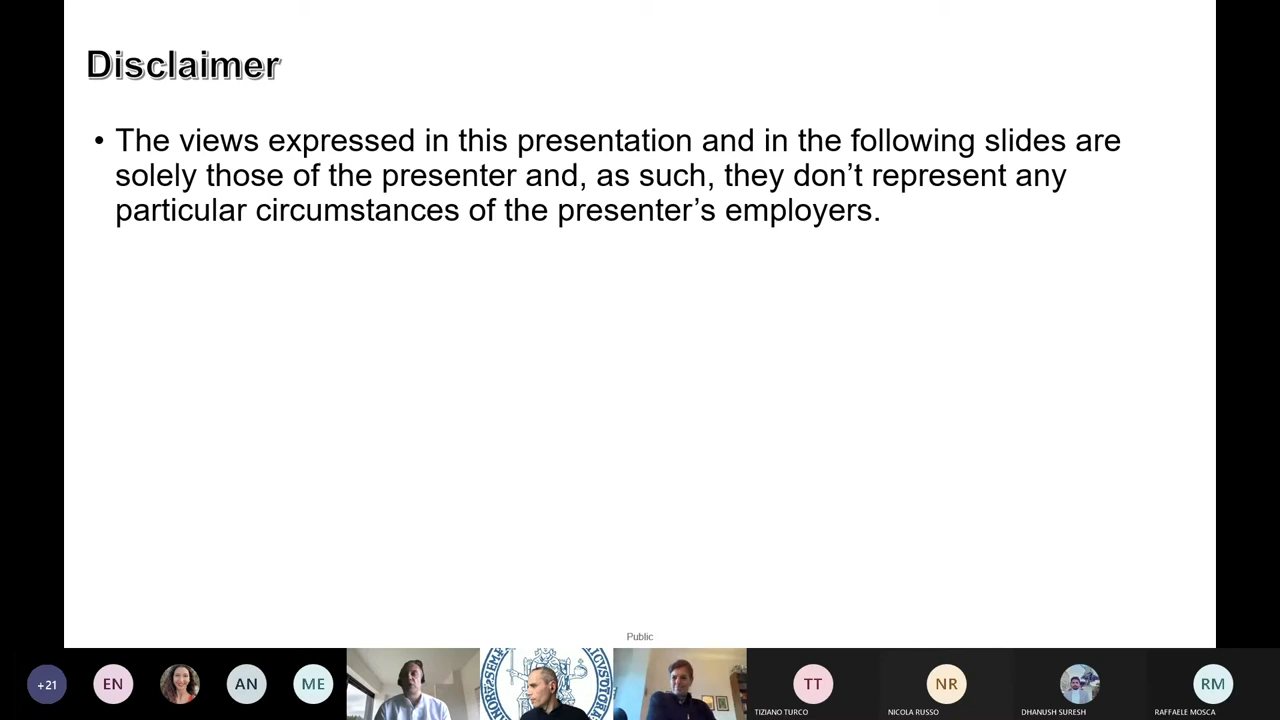 Disclaimer
• The views expressed in this presentation and in the following slides are
solely those of the presenter and, as such, they don’t represent any
particular circumstances of the presenter’s employers.
Public
+21
EN
AN
ME
TT
NR
RM
TIZIANO TURCO
NICOLA RUSSO
DHANUSH SURESH
RAFFAELE MOSCA